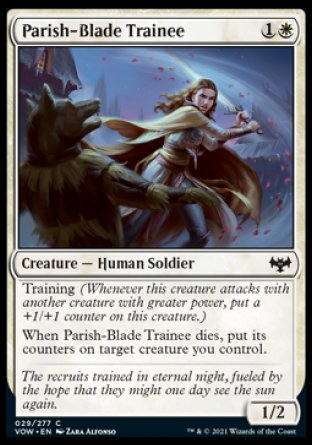 Parish-Blade Trainee 1
Creature — Human Soldier
Training (Whenever this creature attacks with
another creature with greater power, put a
+1/+1 counter on this creature.)
When Parish-Blade Trainee dies, put its
counters on target creature you control.
The recruits trained in eternal night, fueled by
the hope that they might one day see the sun
again.
1/2
029/277 C
VOW • EN ZARA ALFONSO
™ & © 2021 Wizards of the Coast